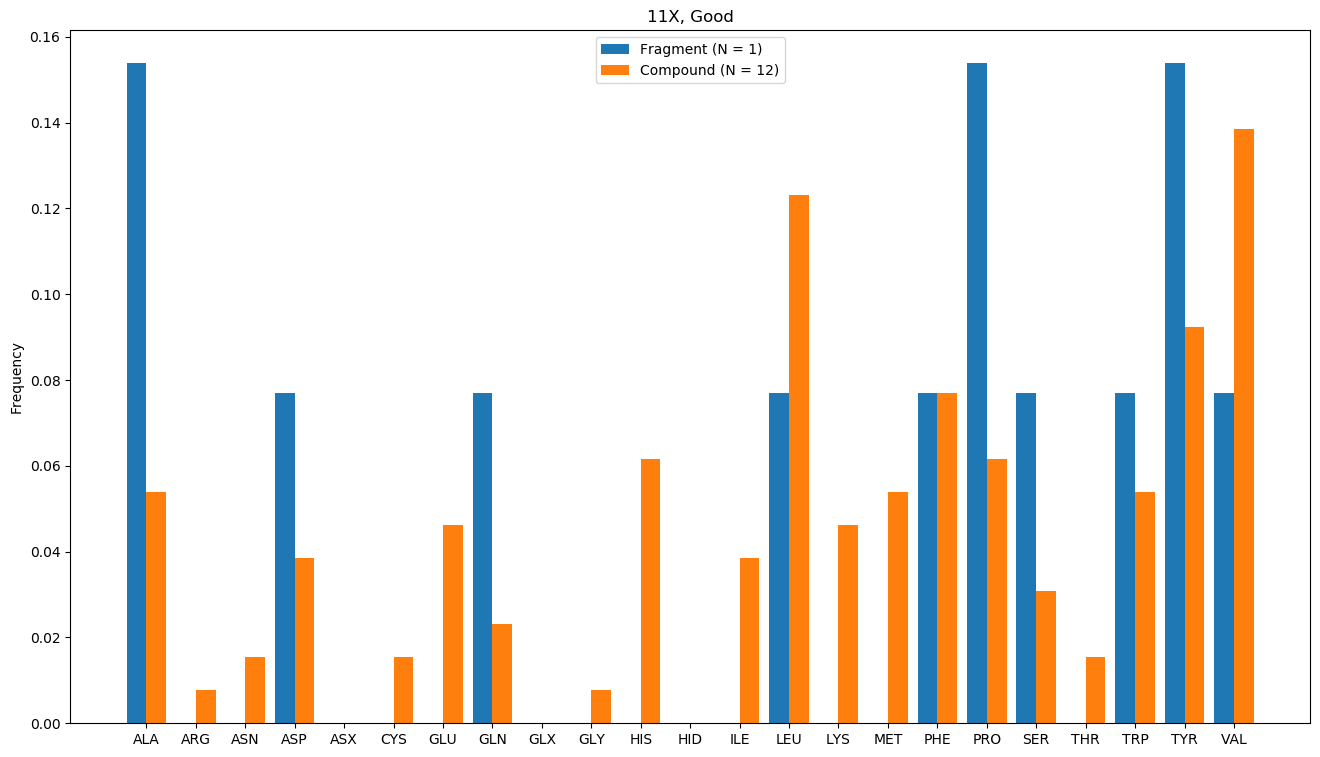 11X, Good
Fragment (N = 1)
Compound (N = 12)
Frequency
0.16
0.14
0.12
0.10
0.08
0.06
0.04
0.02
0.00
ALA ARG ASN ASP ASX CYS GLU GLN GLX GLY HIS HID ILE LEU LYS MET PHE PRO SER THR TRP TYR VAL